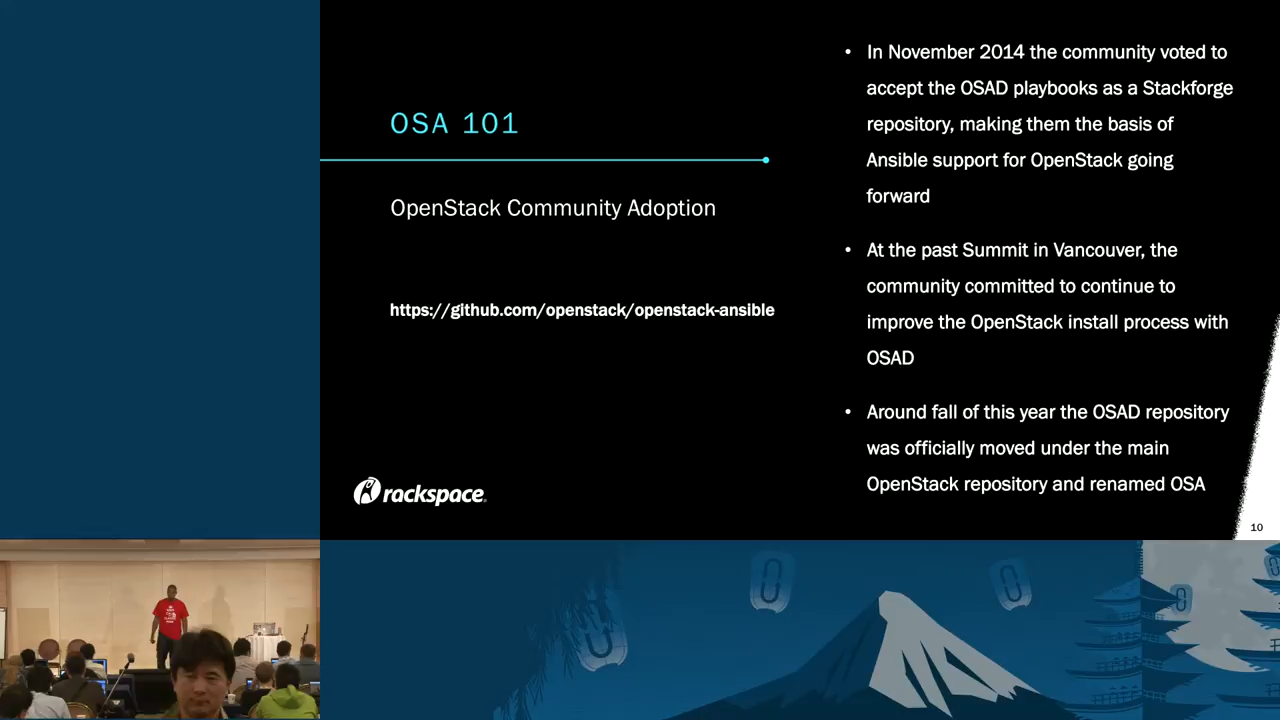 OSA 101
OpenStack Community Adoption
https://github.com/openstack/openstack-ansible
rackspace.
• In November 2014 the community voted to
accept the OSAD playbooks as a Stackforge
repository, making them the basis of
Ansible support for OpenStack going
forward
• At the past Summit in Vancouver, the
community committed to continue to
improve the OpenStack install process with
OSAD
• Around fall of this year the OSAD repository
was officially moved under the main
OpenStack repository and renamed OSA
10